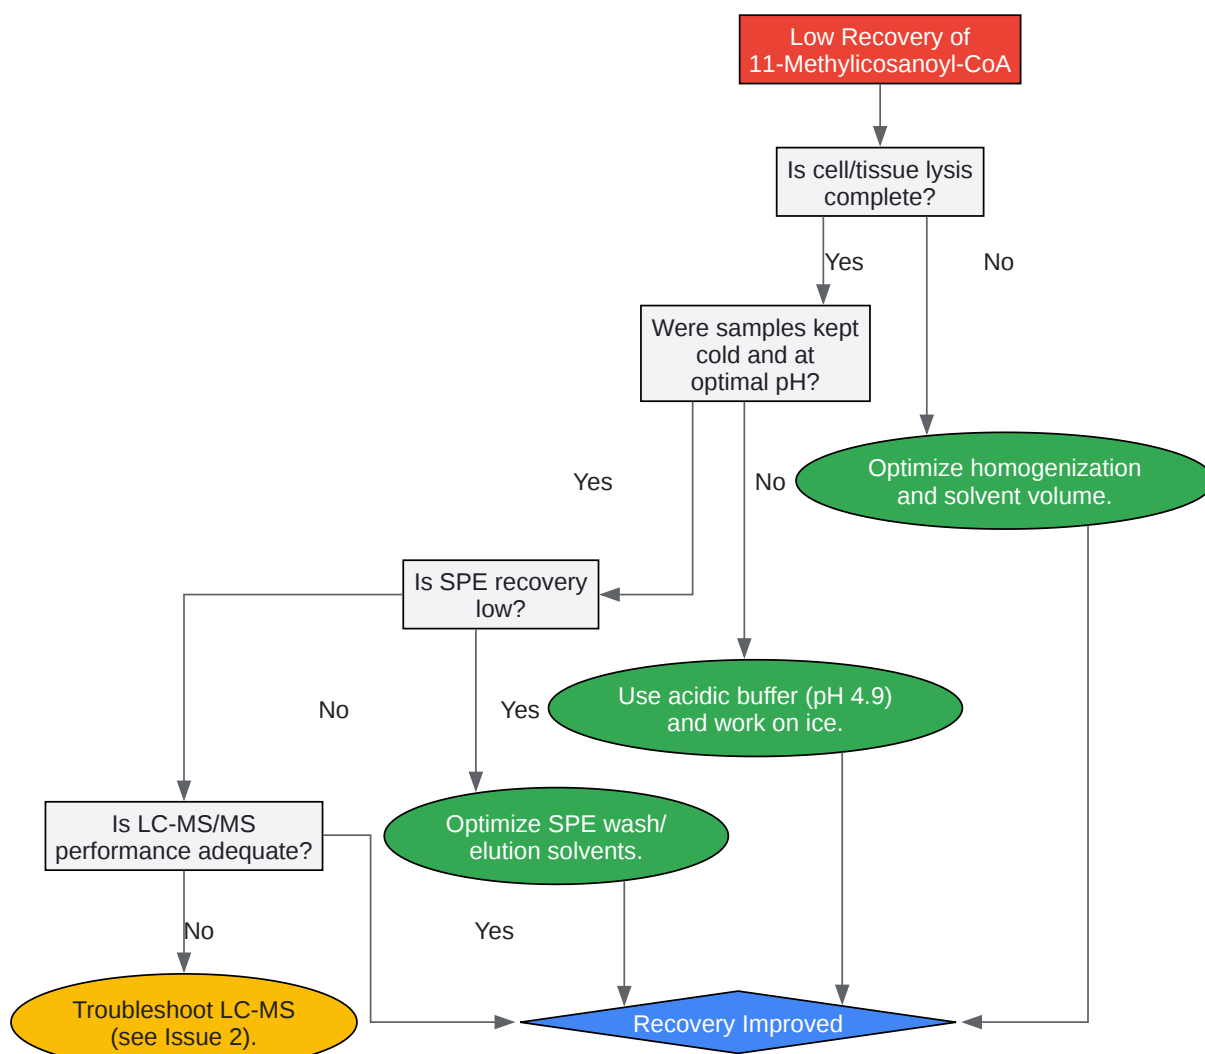 Low Recovery of
11-Methylicosanoyl-CoA
Is cell/tissue lysis
complete?
Yes
No
Were samples kept
cold and at
optimal pH?
Yes
No
Optimize homogenization
and solvent volume.
Is SPE recovery
low?
No
Yes
Use acidic buffer (pH 4.9)
and work on ice.
Is LC-MS/MS
performance adequate?
Optimize SPE wash/
elution solvents.
No
Yes
Troubleshoot LC-MS
(see Issue 2).
Recovery Improved